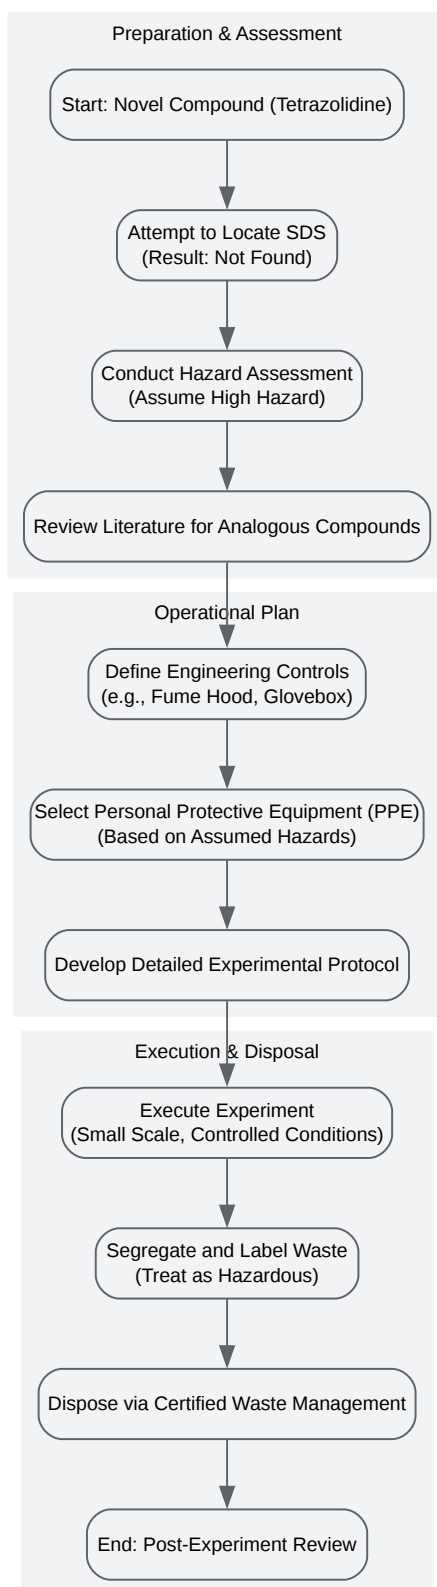 Preparation & Assessment
Start: Novel Compound (Tetrazolidine)
Attempt to Locate SDS
(Result: Not Found)
Conduct Hazard Assessment
(Assume High Hazard)
Review Literature for Analogous Compounds
Operational Plan
Define Engineering Controls
(e.g., Fume Hood, Glovebox)
Select Personal Protective Equipment (PPE)
(Based on Assumed Hazards)
Develop Detailed Experimental Protocol
Execution & Disposal
Execute Experiment
(Small Scale, Controlled Conditions)
Segregate and Label Waste
(Treat as Hazardous)
Dispose via Certified Waste Management
End: Post-Experiment Review